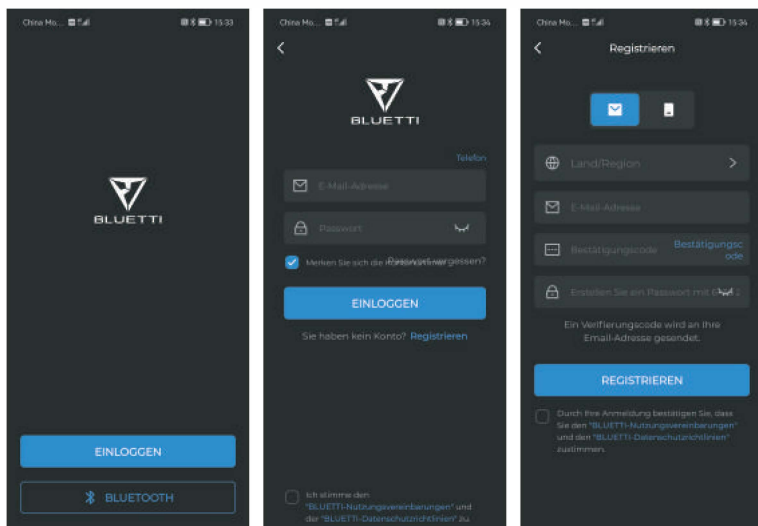 China Mo...
15:33
BLUETTI
EINLOGGEN
BLUETOOTH
China Mo...
15:34
BLUETTI
Telefon
E-Mail-Adresse
Passwort
Merken Sie sich die
Passwort vergessen?
EINLOGGEN
Sie haben kein Konto? Registrieren
Ich stimme den
"BLUETTI-Nutzungsvereinbarungen" und
der "BLUETTI-Datenschutzrichtlinien" zu.
China Mo...
15:34
Registrieren
Land/Region
E-Mail-Adresse
Bestätigungscode
Bestätigungsc
ode
Erstellen Sie ein Passwort mit
Ein Verifierungscode wird an Ihre
Email-Adresse gesendet.
REGISTRIEREN
Durch Ihre Anmeldung bestätigen Sie, dass
Sie den "BLUETTI-Nutzungsvereinbarungen"
und den "BLUETTI-Datenschutzrichtlinien"
zustimmen.